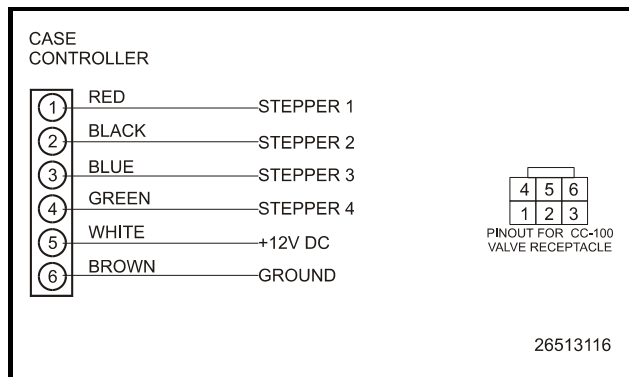 CASE
CONTROLLER
1 RED STEPPER 1
2 BLACK STEPPER 2
3 BLUE STEPPER 3
4 GREEN STEPPER 4
5 WHITE +12V DC
6 BROWN GROUND
4 5 6
1 2 3
PINOUT FOR CC-100
VALVE RECEPTACLE
26513116